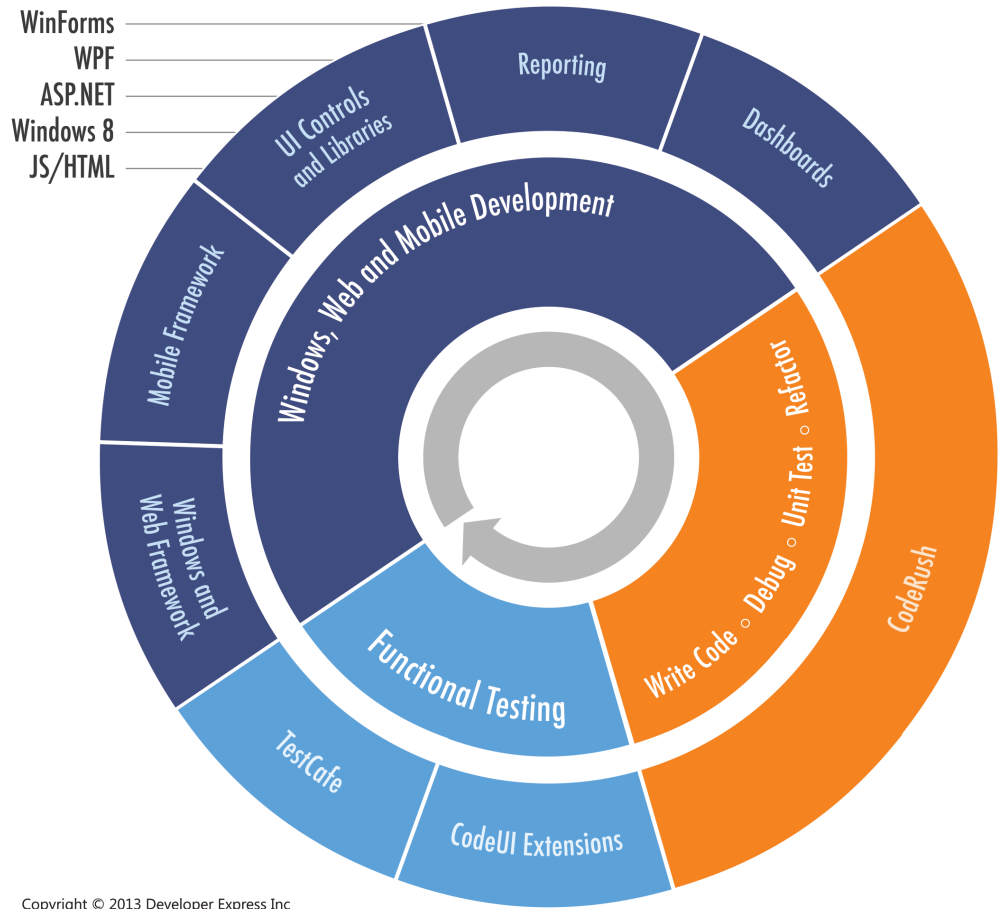 WinForms
WPF
ASP.NET
Windows 8
JS/HTML
UI Controls
and Libraries
Reporting
Dashboards
Mobile Framework
Windows and
Web Framework
Windows, Web and Mobile Development
Write Code ○ Debug ○ Unit Test ○ Refactor
CodeRush
Functional Testing
TestCafe
CodeUI Extensions
Copyright © 2013 Developer Express Inc